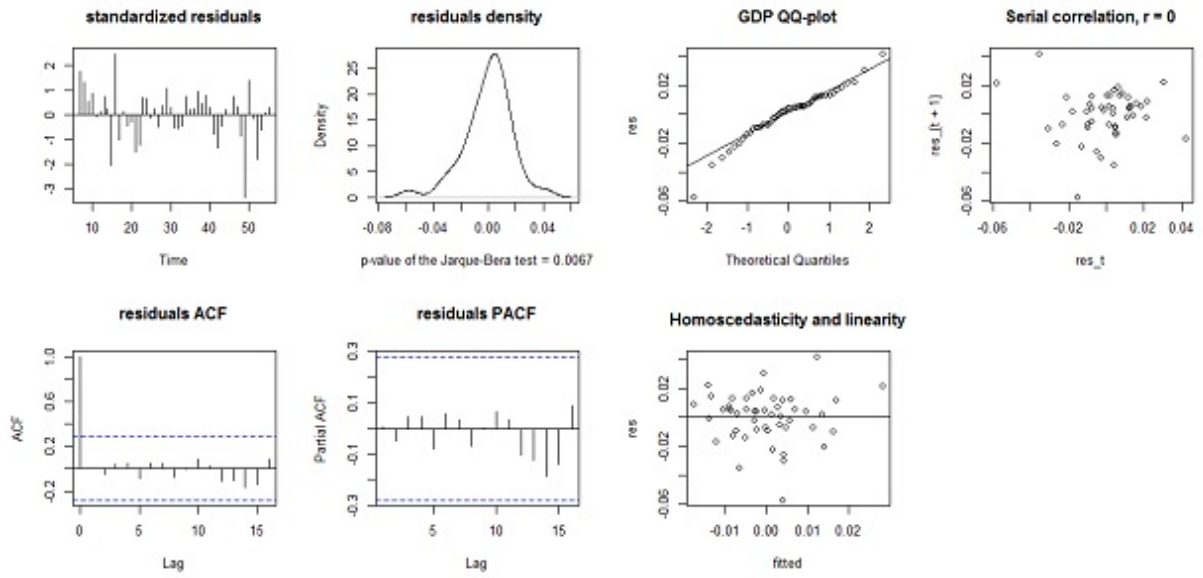 standardized residuals
2
1
0
-1
-2
-3
10 20 30 40 50
Time
residuals density
Density
25
20
15
10
5
0
-0.08 -0.04 0.00 0.04
p-value of the Jarque-Bera test = 0.0067
GDP QQ-plot
res
0.02
-0.02
-0.06
-2 -1 0 1 2
Theoretical Quantiles
Serial correlation, r = 0
res_(t + 1)
0.02
-0.02
-0.06
-0.06 -0.02 0.02 0.04
res_t
residuals ACF
ACF
1.0
0.6
0.2
-0.2
0 5 10 15
Lag
residuals PACF
Partial ACF
0.3
0.1
-0.1
-0.3
5 10 15
Lag
Homoscedasticity and linearity
res
0.02
-0.02
-0.06
-0.01 0.00 0.01 0.02
fitted